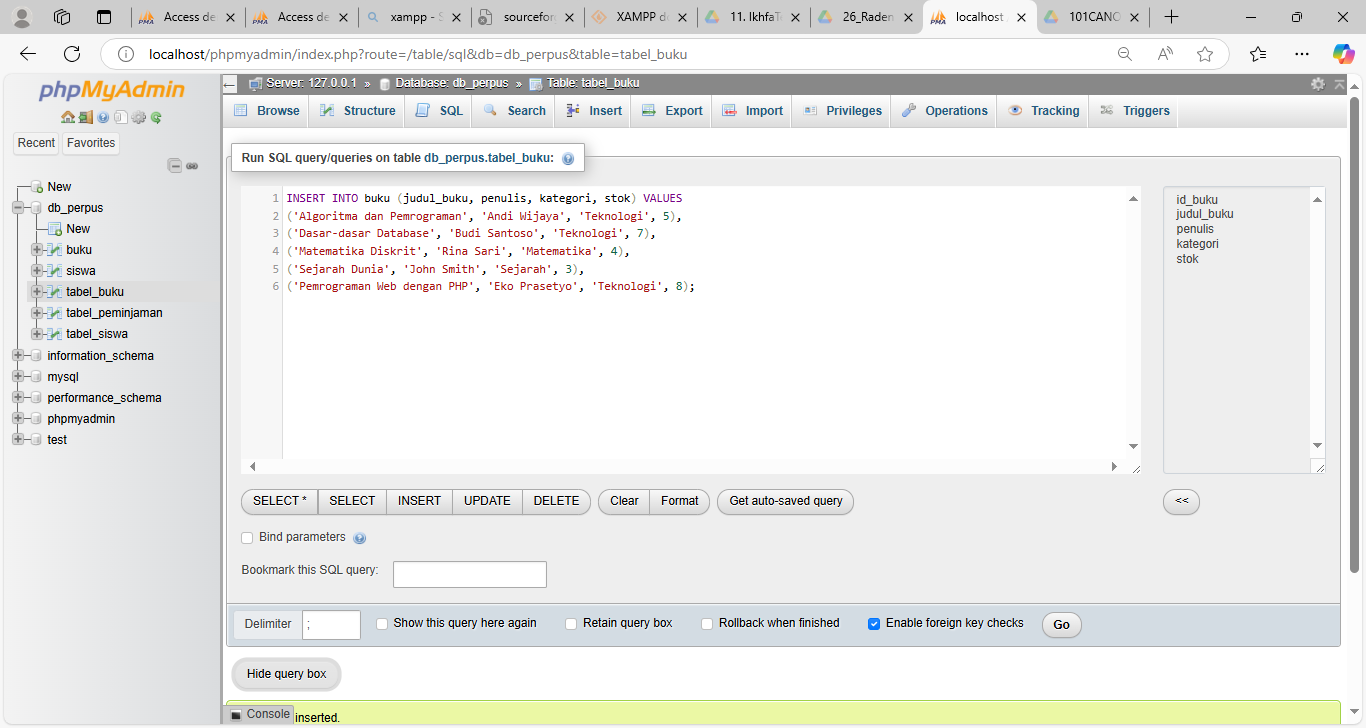 Access de
Access de
xampp - S
sourcefor
XAMPP d
11. IkhfaT
26_Raden
localhost
101CANO
localhost/phpmyadmin/index.php?route=/table/sql&db=db_perpus&table=tabel_buku
phpMyAdmin
Recent Favorites
New
db_perpus
New
buku
siswa
tabel_buku
tabel_peminjaman
tabel_siswa
information_schema
mysql
performance_schema
phpmyadmin
test
Server: 127.0.0.1 » Database: db_perpus » Table: tabel_buku
Browse Structure SQL Search Insert Export Import Privileges Operations Tracking Triggers
Run SQL query/queries on table db_perpus.tabel_buku:
1 INSERT INTO buku (judul_buku, penulis, kategori, stok) VALUES
2 ('Algoritma dan Pemrograman', 'Andi Wijaya', 'Teknologi', 5),
3 ('Dasar-dasar Database', 'Budi Santoso', 'Teknologi', 7),
4 ('Matematika Diskrit', 'Rina Sari', 'Matematika', 4),
5 ('Sejarah Dunia', 'John Smith', 'Sejarah', 3),
6 ('Pemrograman Web dengan PHP', 'Eko Prasetyo', 'Teknologi', 8);
id_buku
judul_buku
penulis
kategori
stok
SELECT * SELECT INSERT UPDATE DELETE Clear Format Get auto-saved query <<
Bind parameters
Bookmark this SQL query:
Delimiter ; Show this query here again Retain query box Rollback when finished Enable foreign key checks Go
Hide query box
Console inserted.